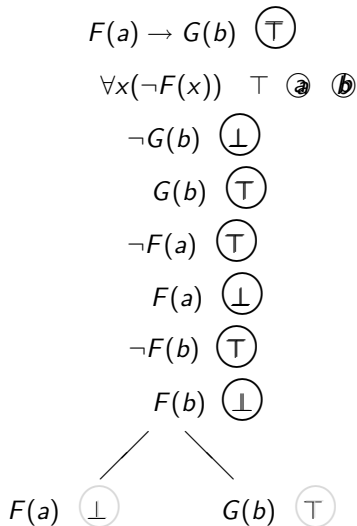 F(a) → G(b) ⊤
∀x(¬F(x)) ⊤ a b
¬G(b) ⊥
G(b) ⊤
¬F(a) ⊤
F(a) ⊥
¬F(b) ⊤
F(b) ⊥
F(a) ⊥ G(b) ⊤